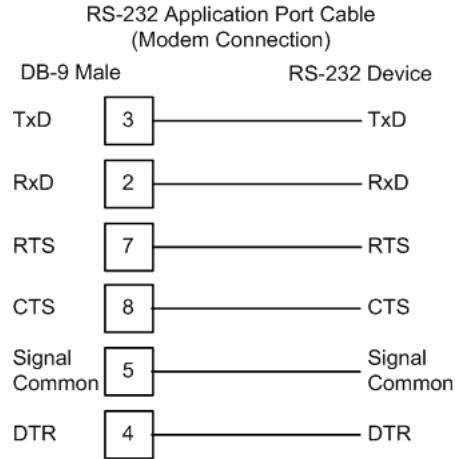 RS-232 Application Port Cable
(Modem Connection)
DB-9 Male RS-232 Device
TxD 3 TxD
RxD 2 RxD
RTS 7 RTS
CTS 8 CTS
Signal Common 5 Signal Common
DTR 4 DTR